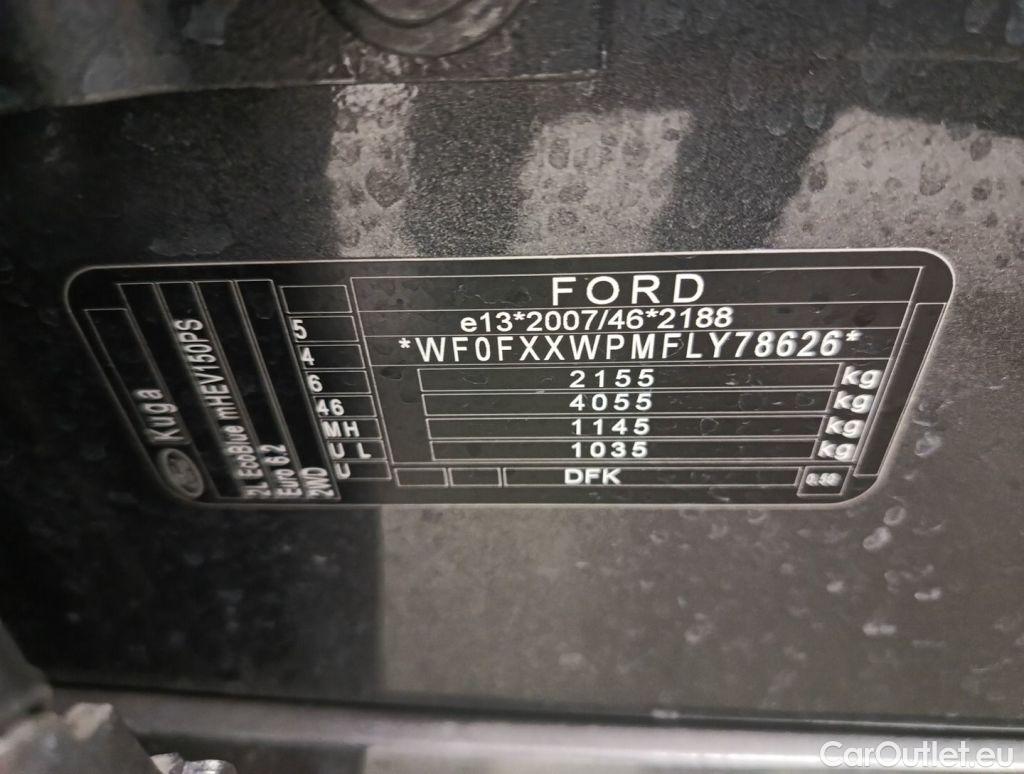 FORD
e13*2007/46*2188
*WF0FXXWPMFLY78626*
2155 kg
4055 kg
1145 kg
1035 kg
DFK
5
4
6
46
M H
U L
U
Kuga
2L EcoBlue mHEV150PS
Euro 6.2
2WD
CarOutlet.eu